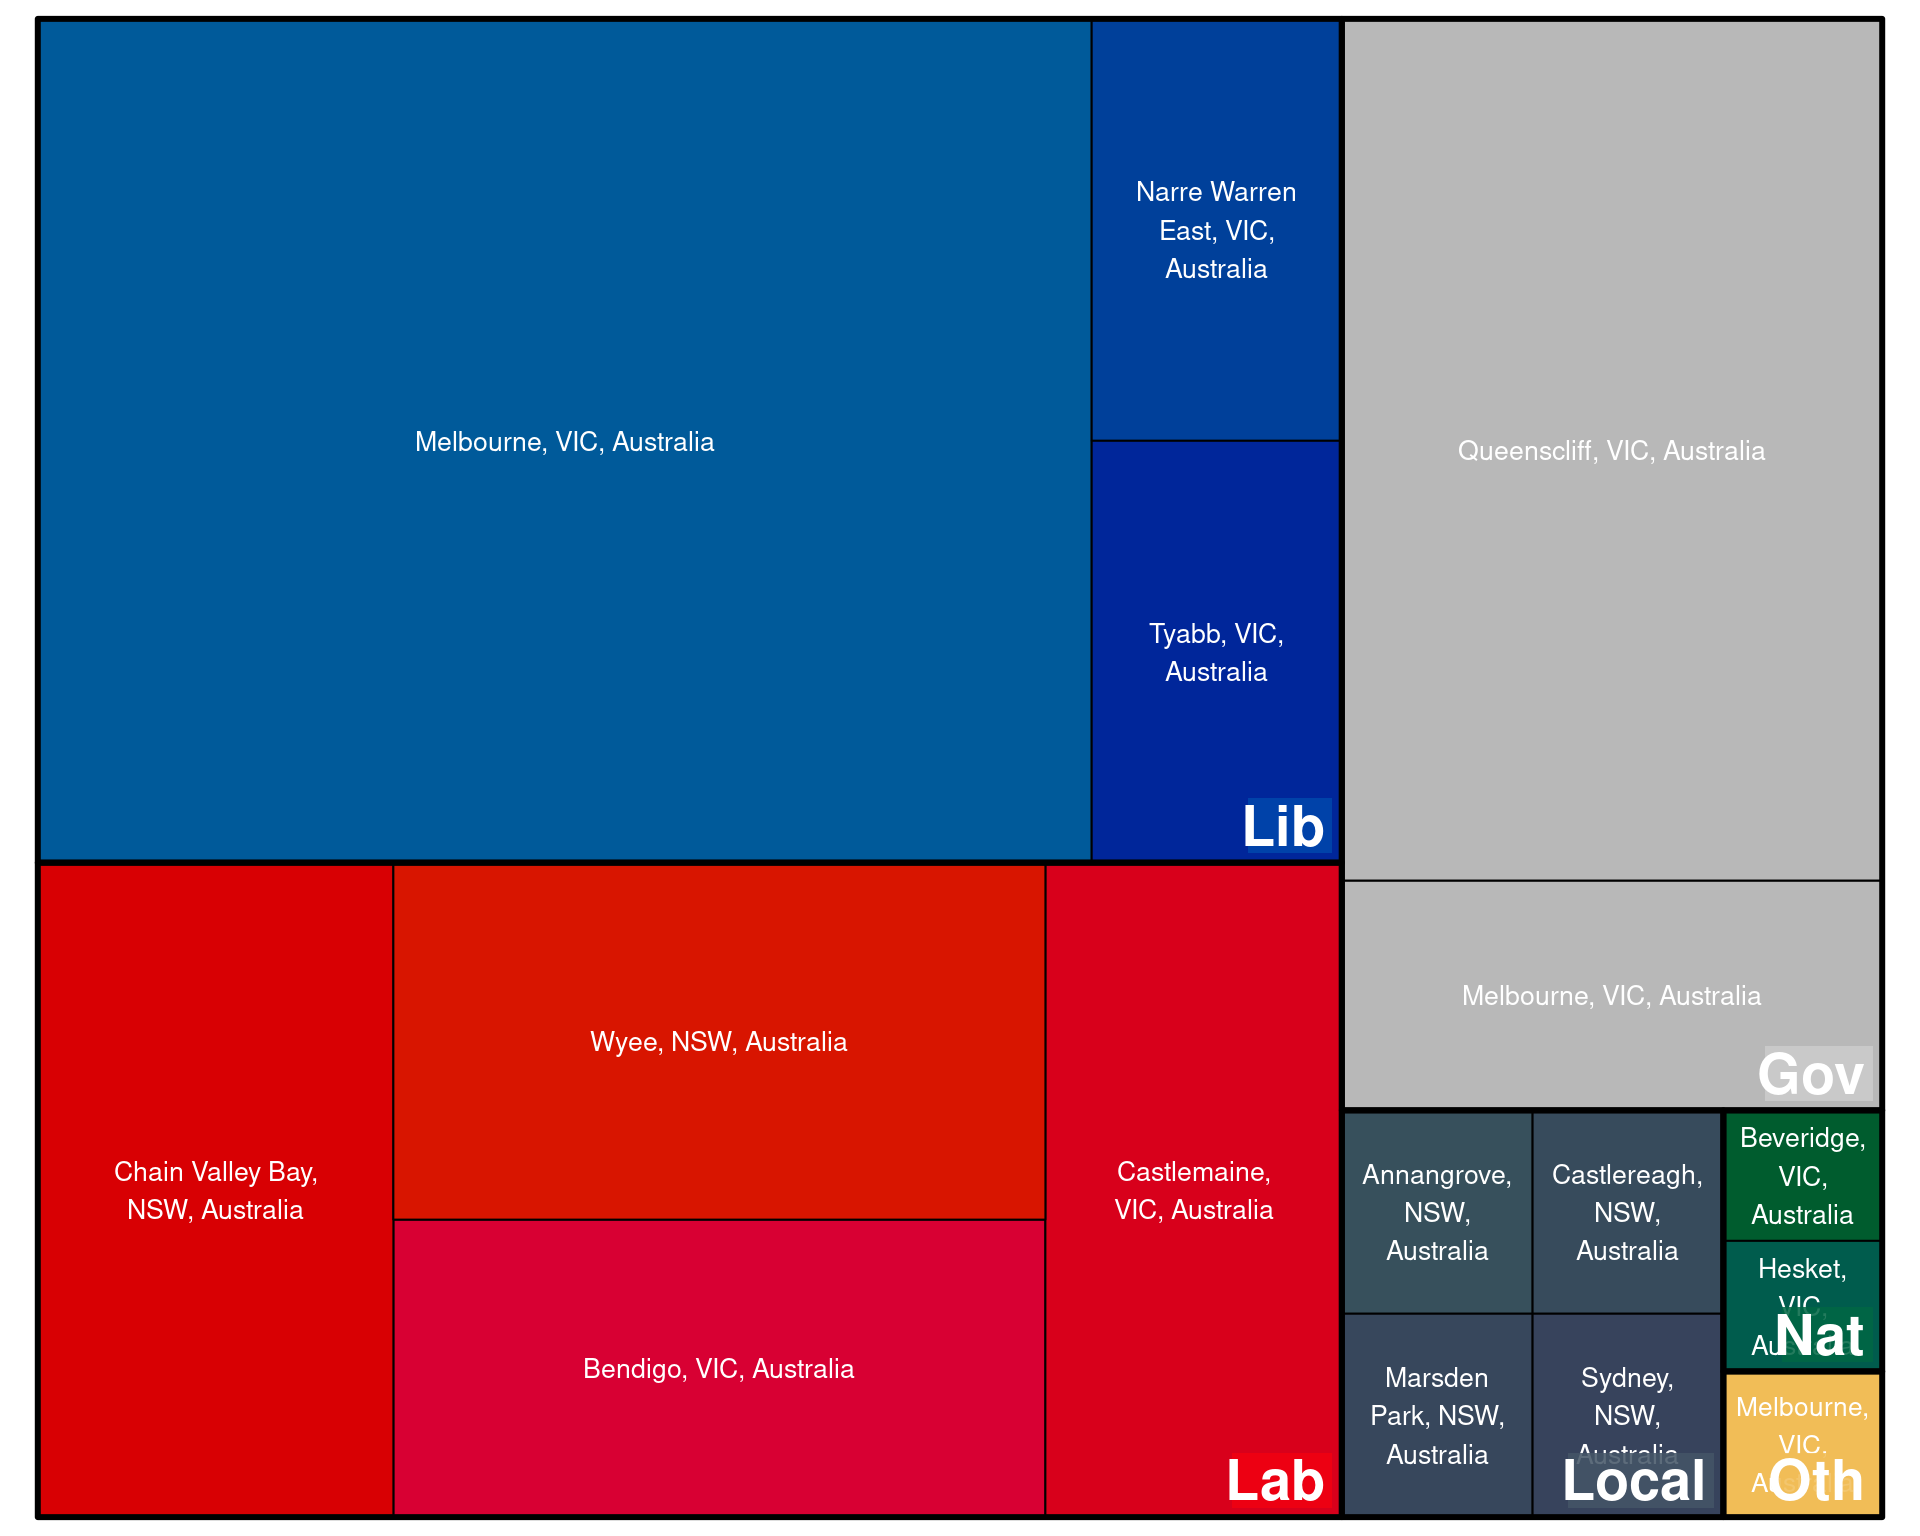 Melbourne, VIC, Australia
Narre Warren
East, VIC,
Australia
Tyabb, VIC,
Australia
Lib
Queenscliff, VIC, Australia
Melbourne, VIC, Australia
Gov
Chain Valley Bay,
NSW, Australia
Wyee, NSW, Australia
Bendigo, VIC, Australia
Castlemaine,
VIC, Australia
Lab
Annangrove,
NSW,
Australia
Castlereagh,
NSW,
Australia
Marsden
Park, NSW,
Australia
Sydney,
NSW,
Australia
Local
Beveridge,
VIC,
Australia
Hesket,
VIC,
Nat
Melbourne,
VIC,
Oth